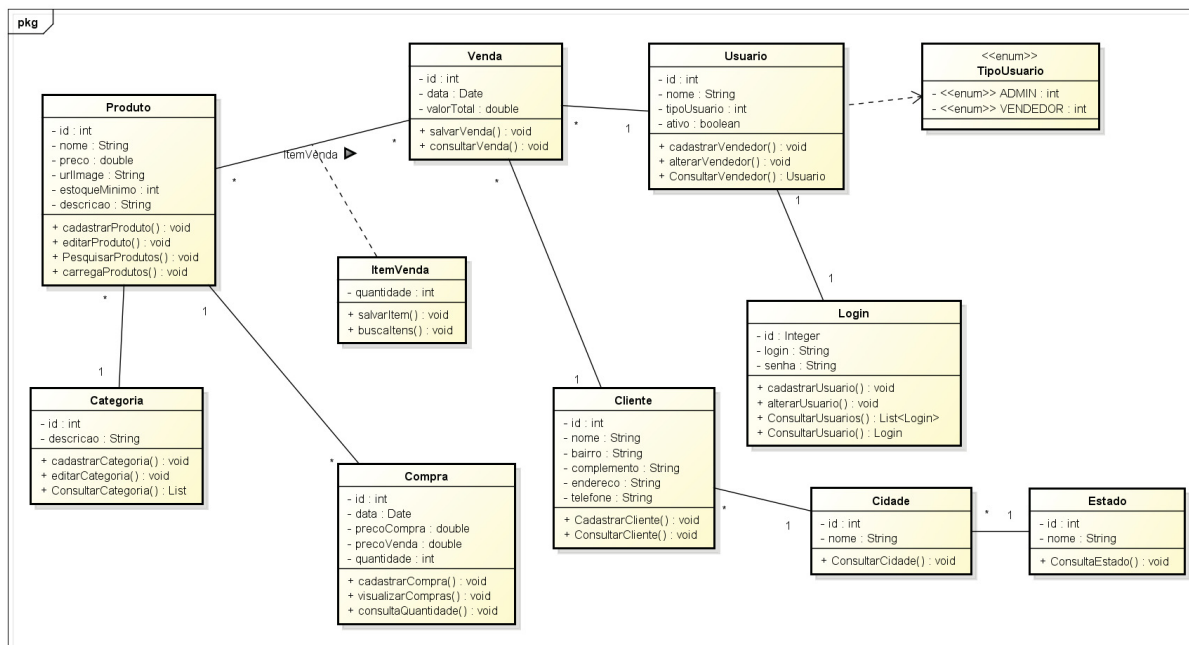 pkg
Produto
- id : int
- nome : String
- preco : double
- urlImage : String
- estoqueMinimo : int
- descricao : String
+ cadastrarProduto() : void
+ editarProduto() : void
+ PesquisarProdutos() : void
+ carregaProdutos() : void
Venda
- id : int
- data : Date
- valorTotal : double
+ salvarVenda() : void
+ consultarVenda() : void
Usuario
- id : int
- nome : String
- tipoUsuario : int
- ativo : boolean
+ cadastrarVendedor() : void
+ alterarVendedor() : void
+ ConsultarVendedor() : Usuario
<<enum>>
TipoUsuario
- <<enum>> ADMIN : int
- <<enum>> VENDEDOR : int
*
*
ItemVenda
*
1
ItemVenda
- quantidade : int
+ salvarItem() : void
+ buscaItens() : void
*
1
1
1
Login
- id : Integer
- login : String
- senha : String
+ cadastrarUsuario() : void
+ alterarUsuario() : void
+ ConsultarUsuarios() : List<Login>
+ ConsultarUsuario() : Login
*
1
Categoria
- id : int
- descricao : String
+ cadastrarCategoria() : void
+ editarCategoria() : void
+ ConsultarCategoria() : List
1
*
Compra
- id : int
- data : Date
- precoCompra : double
- precoVenda : double
- quantidade : int
+ cadastrarCompra() : void
+ visualizarCompras() : void
+ consultaQuantidade() : void
Cliente
- id : int
- nome : String
- bairro : String
- complemento : String
- endereco : String
- telefone : String
+ CadastrarCliente() : void
+ ConsultarCliente() : void
*
1
Cidade
- id : int
- nome : String
+ ConsultarCidade() : void
*
1
Estado
- id : int
- nome : String
+ ConsultaEstado() : void